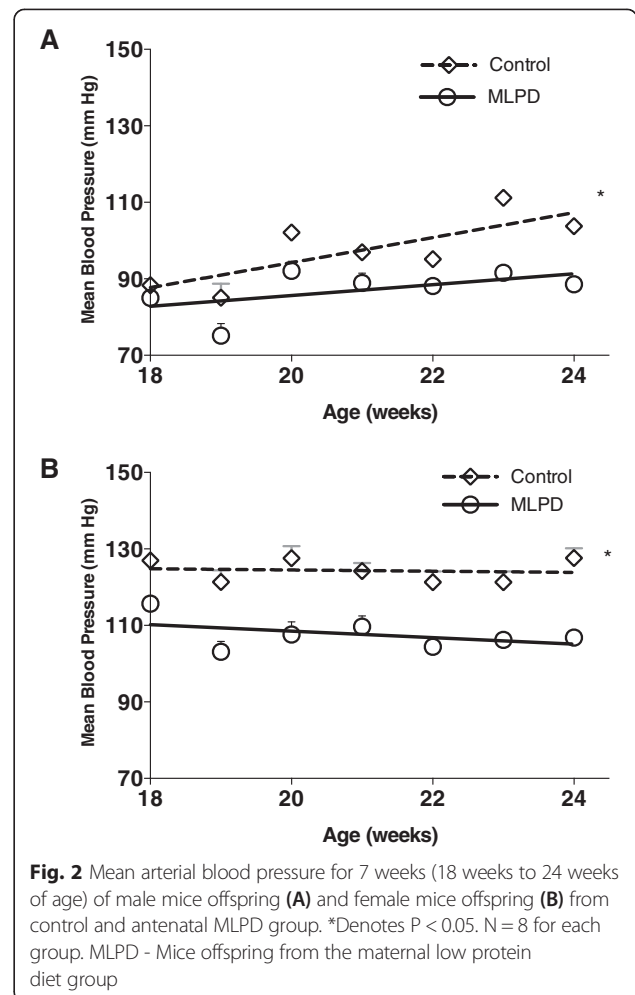 A
150
130
110
90
70
Mean Blood Pressure (mm Hg)
Control
MLPD
*
18
20
22
24
Age (weeks)
B
150
130
110
90
70
Mean Blood Pressure (mm Hg)
Control
MLPD
*
18
20
22
24
Age (weeks)
Fig. 2 Mean arterial blood pressure for 7 weeks (18 weeks to 24 weeks
of age) of male mice offspring (A) and female mice offspring (B) from
control and antenatal MLPD group. *Denotes P < 0.05. N = 8 for each
group. MLPD - Mice offspring from the maternal low protein
diet group